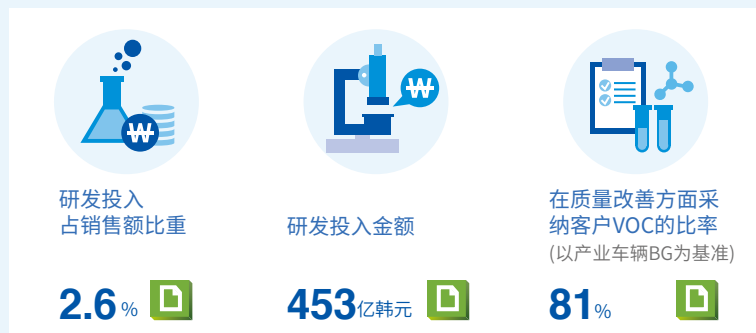 ₩
₩
研发投入
占销售额比重
研发投入金额
在质量改善方面采
纳客户VOC的比率
(以产业车辆BG为基准)
2.6 %
453亿韩元
81%